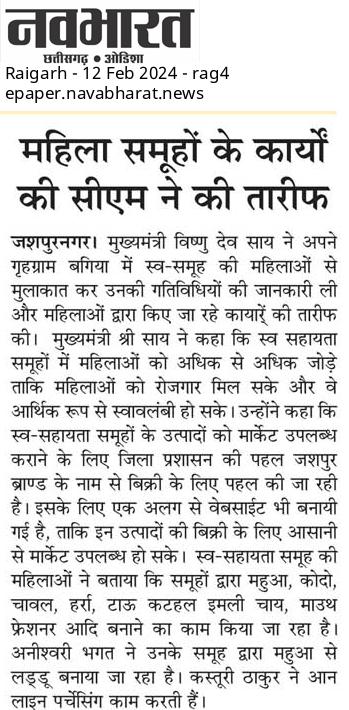 नवभारत
छत्तीसगढ़ • ओडिशा
Raigarh - 12 Feb 2024 - rag4
epaper.navabharat.news
महिला समूहों के कार्यों
की सीएम ने की तारीफ
जशपुरनगर। मुख्यमंत्री विष्णु देव साय ने अपने
गृहग्राम बगिया में स्व-समूह की महिलाओं से
मुलाकात कर उनकी गतिविधियों की जानकारी ली
और महिलाओं द्वारा किए जा रहे कायार्ें की तारीफ
की। मुख्यमंत्री श्री साय ने कहा कि स्व सहायता
समूहों में महिलाओं को अधिक से अधिक जोड़े
ताकि महिलाओं को रोजगार मिल सके और वे
आर्थिक रूप से स्वावलंबी हो सके। उन्होंने कहा कि
स्व-सहायता समूहों के उत्पादों को मार्केट उपलब्ध
कराने के लिए जिला प्रशासन की पहल जशपुर
ब्राण्ड के नाम से बिक्री के लिए पहल की जा रही
है। इसके लिए एक अलग से वेबसाईट भी बनायी
गई है, ताकि इन उत्पादों की बिक्री के लिए आसानी
से मार्केट उपलब्ध हो सके। स्व-सहायता समूह की
महिलाओं ने बताया कि समूहों द्वारा महुआ, कोदो,
चावल, हर्रा, टाऊ कटहल इमली चाय, माउथ
फ्रेशनर आदि बनाने का काम किया जा रहा है।
अनीश्वरी भगत ने उनके समूह द्वारा महुआ से
लड्डू बनाया जा रहा है। कस्तूरी ठाकुर ने आन
लाइन पर्चेसिंग काम करती हैं।